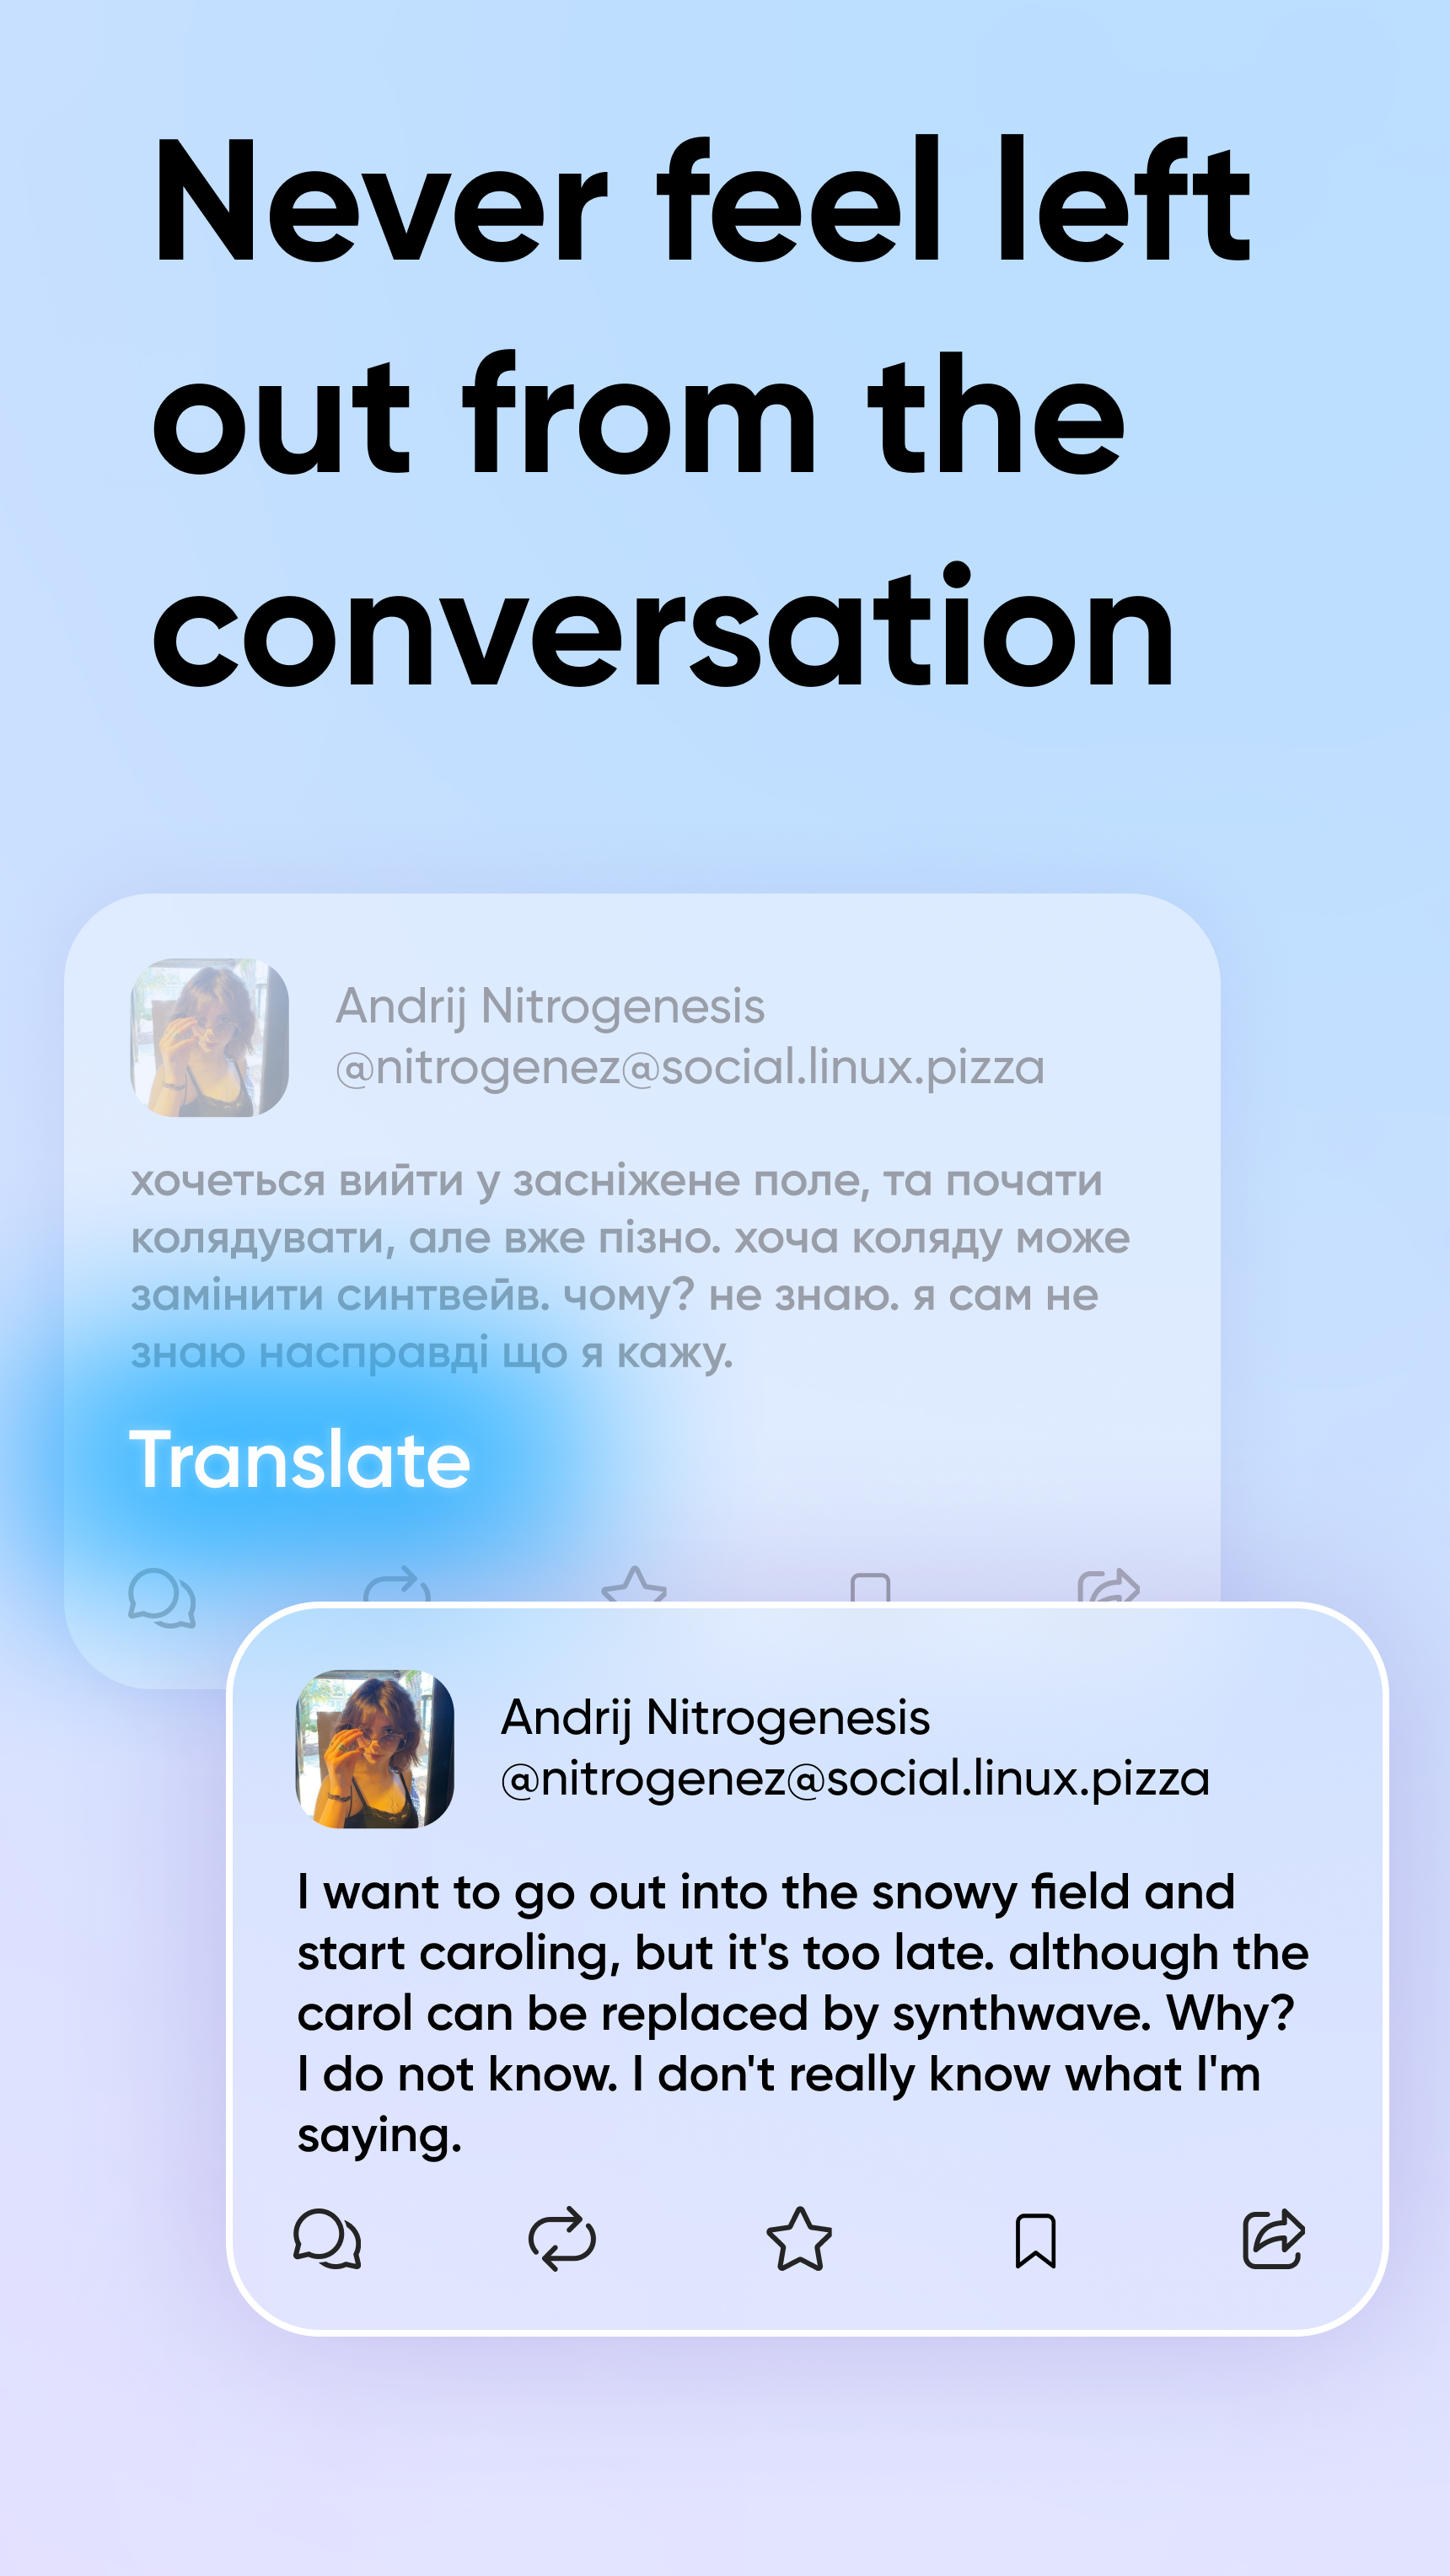 Never feel left
out from the
conversation
Andrij Nitrogenesis
@nitrogenez@social.linux.pizza
хочеться вийти у засніжене поле, та почати
колядувати, але вже пізно. хоча коляду може
замінити синтвейв. чому? не знаю. я сам не
знаю насправді що я кажу.
Translate
Andrij Nitrogenesis
@nitrogenez@social.linux.pizza
I want to go out into the snowy field and
start caroling, but it's too late. although the
carol can be replaced by synthwave. Why?
I do not know. I don't really know what I'm
saying.